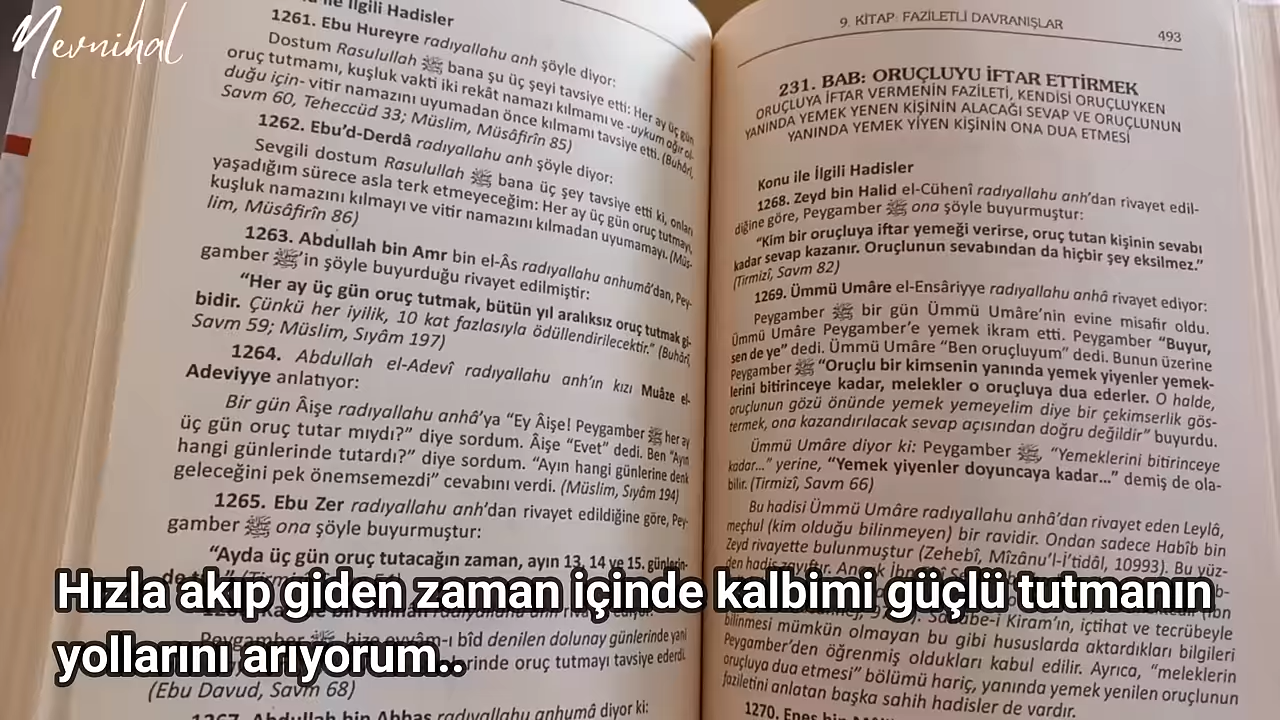 Nevnihal
ile İlgili Hadisler
1261. Ebu Hureyre radıyallahu anh şöyle diyor:
Dostum Rasulullah ﷺ bana şu üç şeyi tavsiye etti: Her ay üç gün
oruç tutmamı, kuşluk vakti iki rekât namazı kılmamı ve -uykum ağır ol-
duğu için- vitir namazını uyumadan önce kılmamı tavsiye etti. (Buhârî,
Savm 60, Teheccüd 33; Müslim, Müsâfirîn 85)
1262. Ebu’d-Derdâ radıyallahu anh şöyle diyor:
Sevgili dostum Rasulullah ﷺ bana üç şey tavsiye etti ki, onları
yaşadığım sürece asla terk etmeyeceğim: Her ay üç gün oruç tutmayı,
kuşluk namazını kılmayı ve vitir namazını kılmadan uyumamayı. (Müs-
lim, Müsâfirîn 86)
1263. Abdullah bin Amr bin el-Âs radıyallahu anhumâ’dan, Pey-
gamber ﷺ’in şöyle buyurduğu rivayet edilmiştir:
“Her ay üç gün oruç tutmak, bütün yıl aralıksız oruç tutmak gi-
bidir. Çünkü her iyilik, 10 kat fazlasıyla ödüllendirilecektir.” (Buhârî,
Savm 59; Müslim, Sıyâm 197)
1264. Abdullah el-Adevî radıyallahu anh’ın kızı Muâze el-
Adeviyye anlatıyor:
Bir gün Âişe radıyallahu anhâ’ya “Ey Âişe! Peygamber ﷺ her ay
üç gün oruç tutar mıydı?” diye sordum. Âişe “Evet” dedi. Ben “Ayın
hangi günlerinde tutardı?” diye sordum. “Ayın hangi günlerine denk
geleceğini pek önemsemezdi” cevabını verdi. (Müslim, Sıyâm 194)
1265. Ebu Zer radıyallahu anh’dan rivayet edildiğine göre, Pey-
gamber ﷺ ona şöyle buyurmuştur:
“Ayda üç gün oruç tutacağın zaman, ayın 13, 14 ve 15. günlerin-
Peygamber ﷺ bize eyyâm-ı bîd denilen dolunay günlerinde yani
oruç tutmayı tavsiye ederdi.
(Ebu Davud, Savm 68)
1267. Abdullah bin Abbas radıyallahu anhumâ diyor ki:
9. KİTAP: FAZİLETLİ DAVRANIŞLAR
493
231. BAB: ORUÇLUYU İFTAR ETTİRMEK
ORUÇLUYA İFTAR VERMENİN FAZİLETİ, KENDİSİ ORUÇLUYKEN
YANINDA YEMEK YENEN KİŞİNİN ALACAĞI SEVAP VE ORUÇLUNUN
YANINDA YEMEK YİYEN KİŞİNİN ONA DUA ETMESİ
Konu ile İlgili Hadisler
1268. Zeyd bin Halid el-Cühenî radıyallahu anh’dan rivayet edil-
diğine göre, Peygamber ﷺ ona şöyle buyurmuştur:
“Kim bir oruçluya iftar yemeği verirse, oruç tutan kişinin sevabı
kadar sevap kazanır. Oruçlunun sevabından da hiçbir şey eksilmez.”
(Tirmizî, Savm 82)
1269. Ümmü Umâre el-Ensâriyye radıyallahu anhâ rivayet ediyor:
Peygamber ﷺ bir gün Ümmü Umâre’nin evine misafir oldu.
Ümmü Umâre Peygamber’e yemek ikram etti. Peygamber “Buyur,
sen de ye” dedi. Ümmü Umâre “Ben oruçluyum” dedi. Bunun üzerine
Peygamber ﷺ “Oruçlu bir kimsenin yanında yemek yiyenler yemek-
lerini bitirinceye kadar, melekler o oruçluya dua ederler. O halde,
oruçlunun gözü önünde yemek yemeyelim diye bir çekimserlik gös-
termek, ona kazandırılacak sevap açısından doğru değildir” buyurdu.
Ümmü Umâre diyor ki: Peygamber ﷺ, “Yemeklerini bitirinceye
kadar...” yerine, “Yemek yiyenler doyuncaya kadar...” demiş de ola-
bilir. (Tirmizî, Savm 66)
Bu hadisi Ümmü Umâre radıyallahu anhâ’dan rivayet eden Leylâ,
meçhul (kim olduğu bilinmeyen) bir ravidir. Ondan sadece Habîb bin
Zeyd rivayette bulunmuştur (Zehebî, Mîzânu’l-i’tidâl, 10993). Bu yüz-
den hadis zayıftır.
Sahabe-i Kiram’ın, içtihat ve tecrübeyle
bilinmesi mümkün olmayan bu gibi hususlarda aktardıkları bilgileri
Peygamber’den öğrenmiş oldukları kabul edilir. Ayrıca, “meleklerin
oruçluya dua etmesi” bölümü hariç, yanında yemek yenilen oruçlunun
faziletini anlatan başka sahih hadisler de vardır.
1270. Enes bin
Hızla akıp giden zaman içinde kalbimi güçlü tutmanın
yollarını arıyorum..